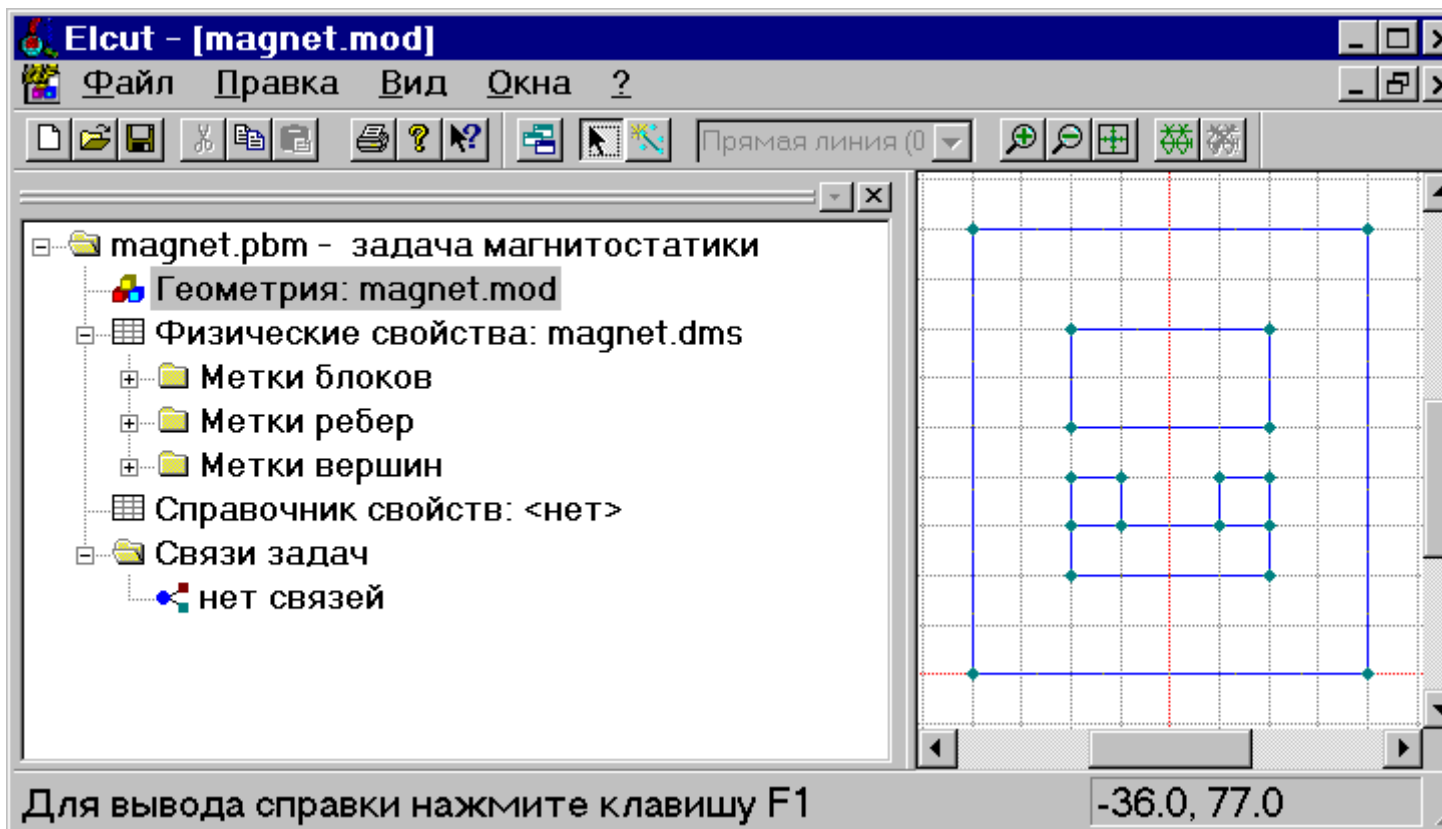 Elcut - [magnet.mod]
Файл Правка Вид Окна ?
Прямая линия (0
magnet.pbm - задача магнитостатики
Геометрия: magnet.mod
Физические свойства: magnet.dms
Метки блоков
Метки ребер
Метки вершин
Справочник свойств: <нет>
Связи задач
нет связей
Для вывода справки нажмите клавишу F1
-36.0, 77.0